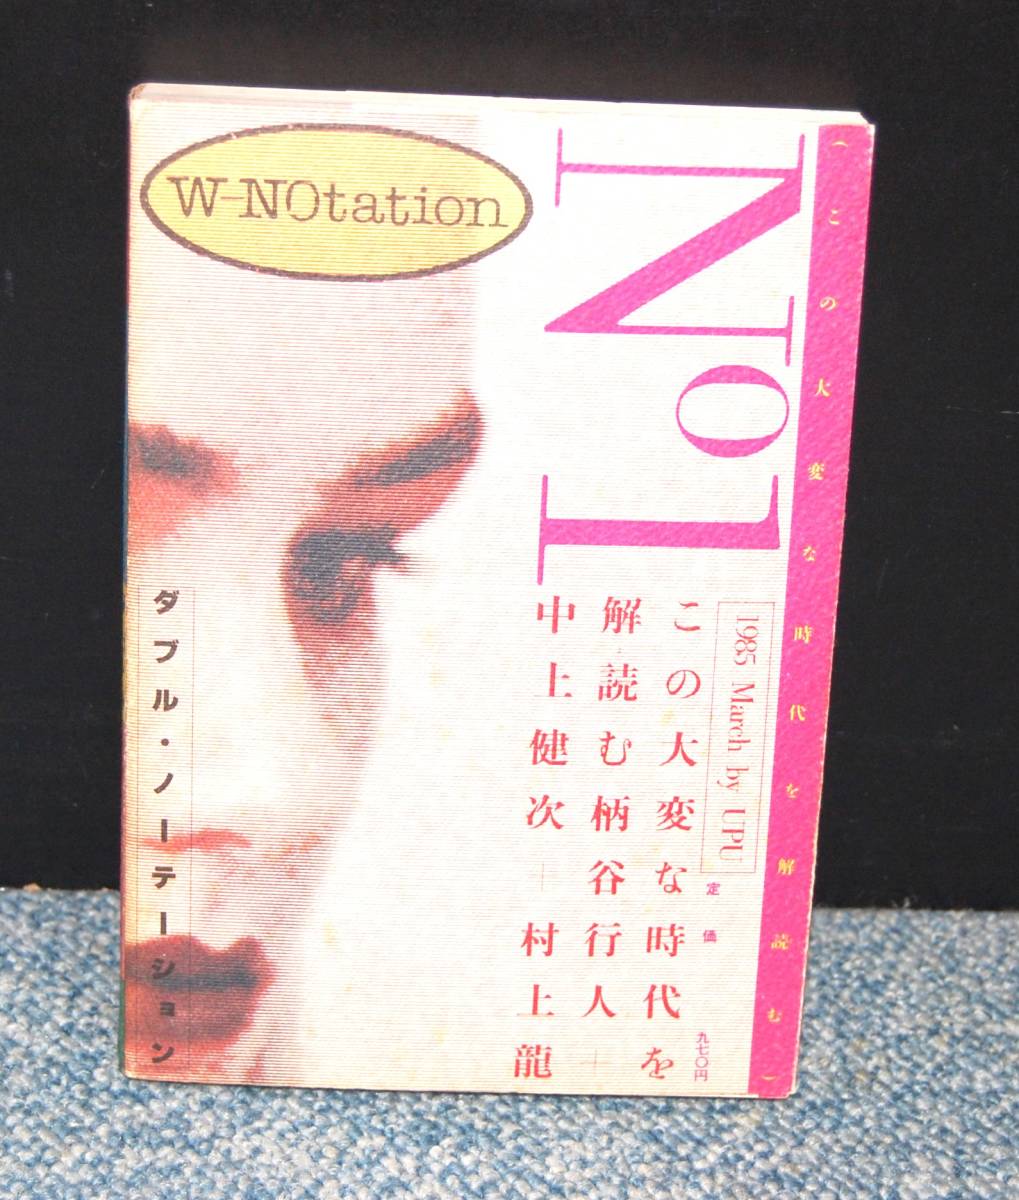 W-NOtation
No1
(この大変な時代を解読む)
1985 March by UPU
定価
九七〇円
この大変な時代を
解読む柄谷行人+
中上健次+村上龍
ダブル・ノーテーション